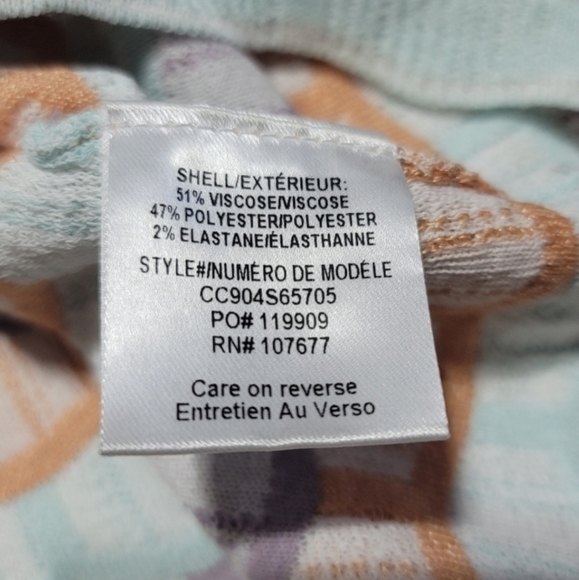 SHELL/EXTÉRIEUR:
51% VISCOSE/VISCOSE
47% POLYESTER/POLYESTER
2% ELASTANE/ÉLASTHANNE
STYLE#/NUMÉRO DE MODÉLE
CC904S65705
PO# 119909
RN# 107677
Care on reverse
Entretien Au Verso